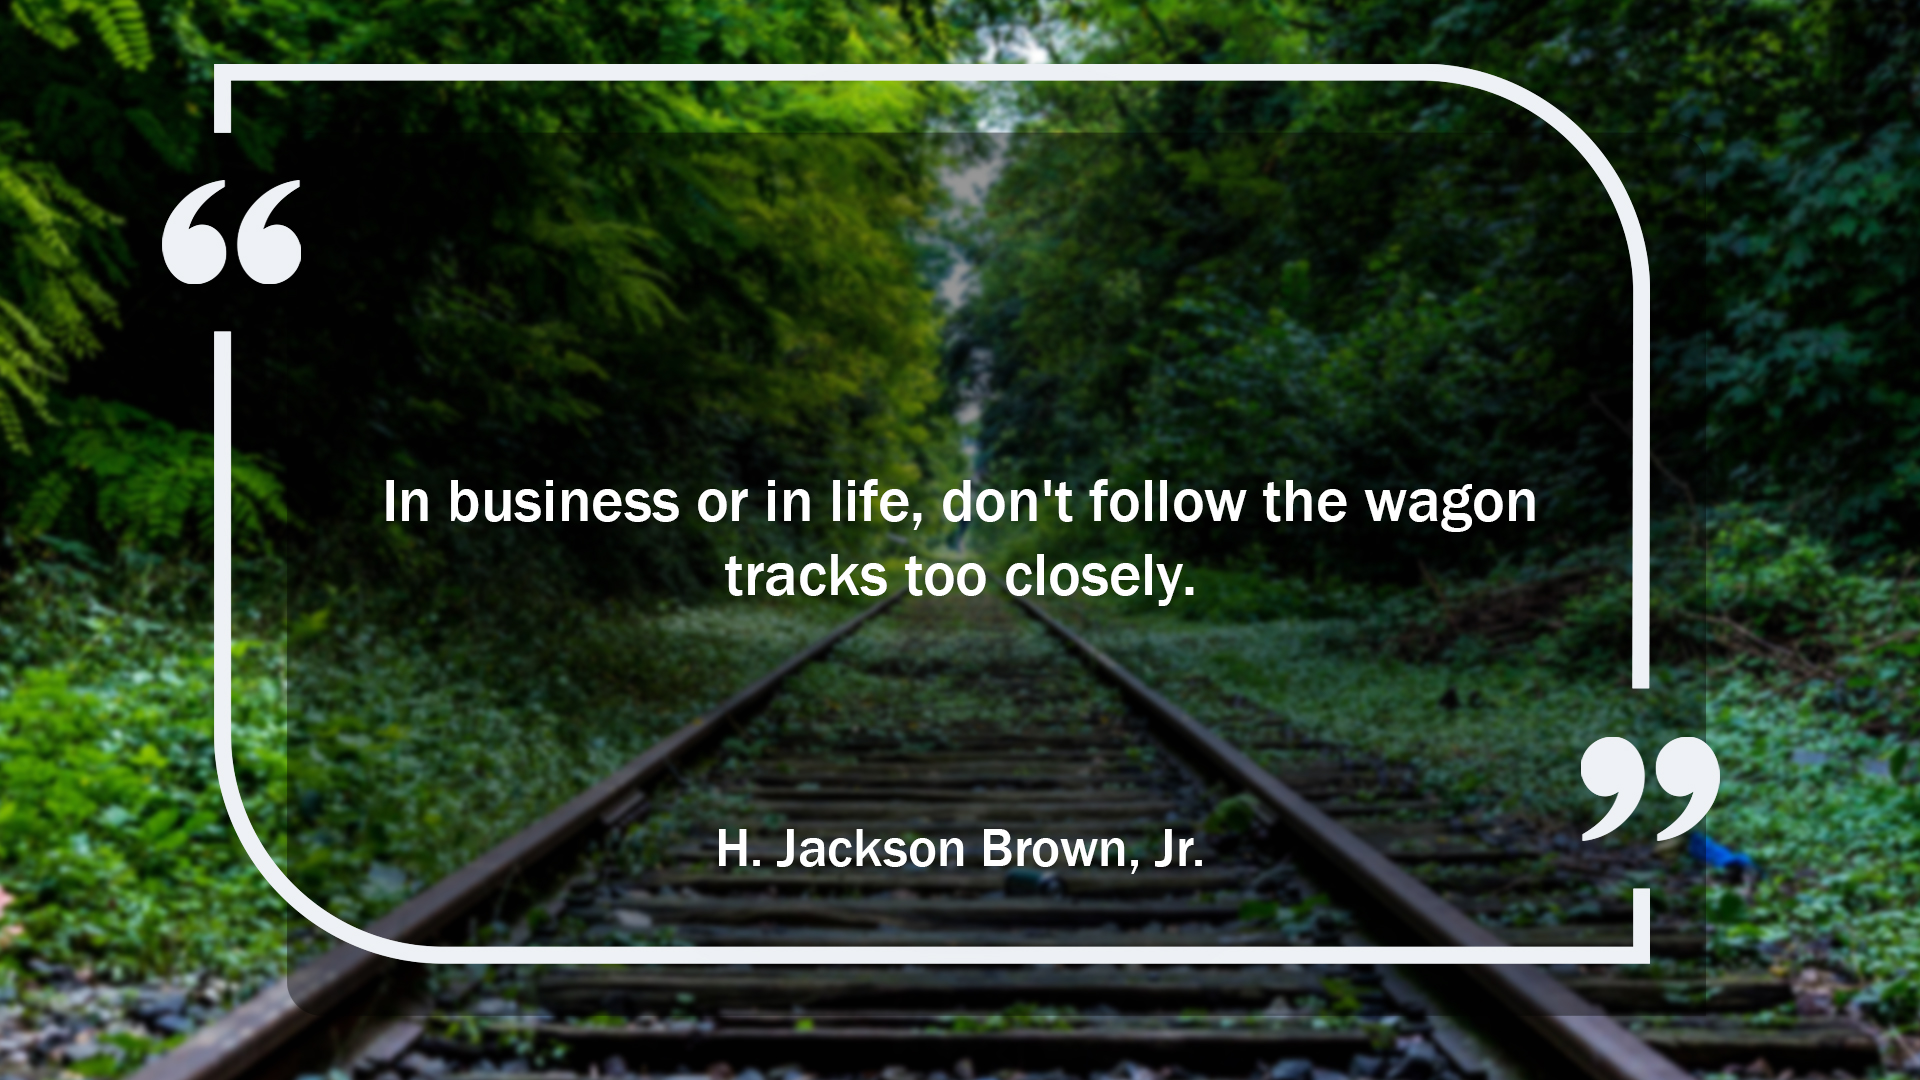 “
In business or in life, don't follow the wagon
tracks too closely.
H. Jackson Brown, Jr.
”